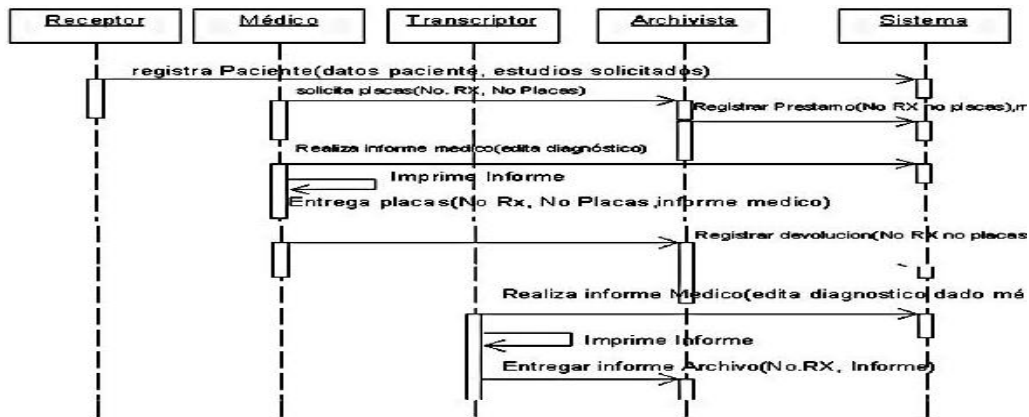 Receptor
Médico
Transcriptor
Archivista
Sistema
registra Paciente(datos paciente, estudios solicitados)
solicita placas(No. RX, No Placas)
Registrar Prestamo(No RX no placas),m
Realiza informe medico(edita diagnóstico)
Imprime Informe
Entrega placas(No Rx, No Placas,informe medico)
Registrar devolucion(No RX no placas
Realiza informe Medico(edita diagnostico dado mé
Imprime Informe
Entregar informe Archivo(No.RX, Informe)